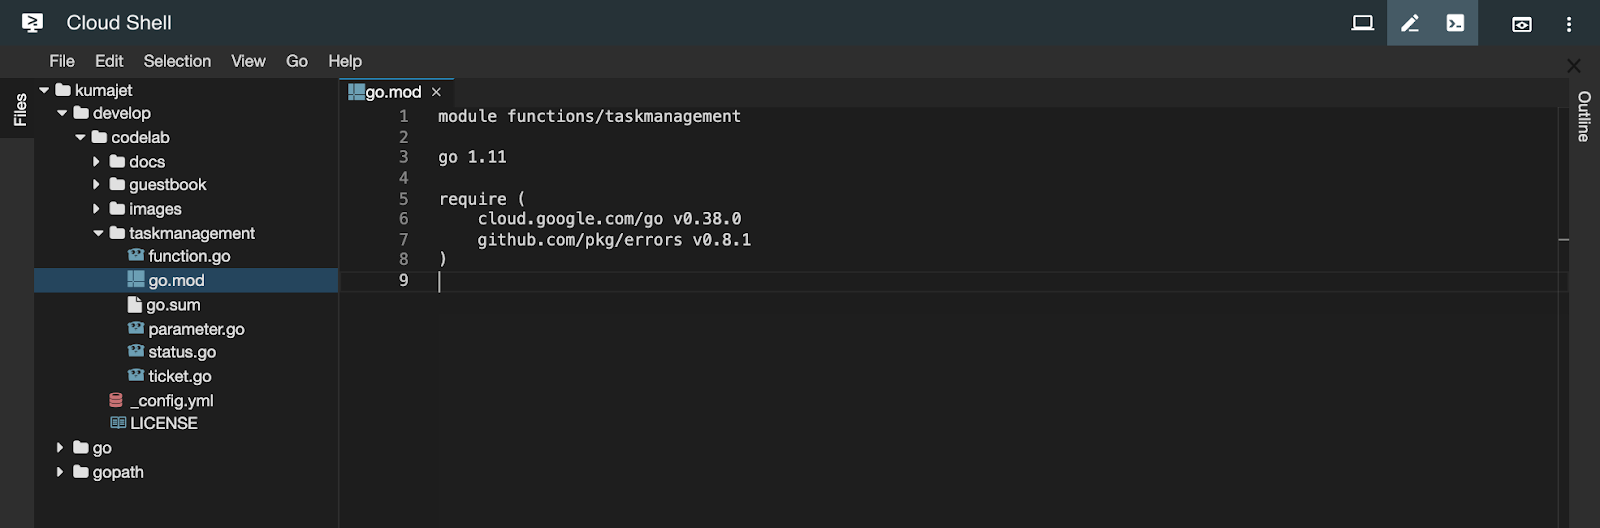 Cloud Shell
File Edit Selection View Go Help
Files
kumajet
develop
codelab
docs
guestbook
images
taskmanagement
function.go
go.mod
go.sum
parameter.go
status.go
ticket.go
_config.yml
LICENSE
go
gopath
go.mod ×
1 module functions/taskmanagement
2
3 go 1.11
4
5 require (
6 cloud.google.com/go v0.38.0
7 github.com/pkg/errors v0.8.1
8 )
9
Outline